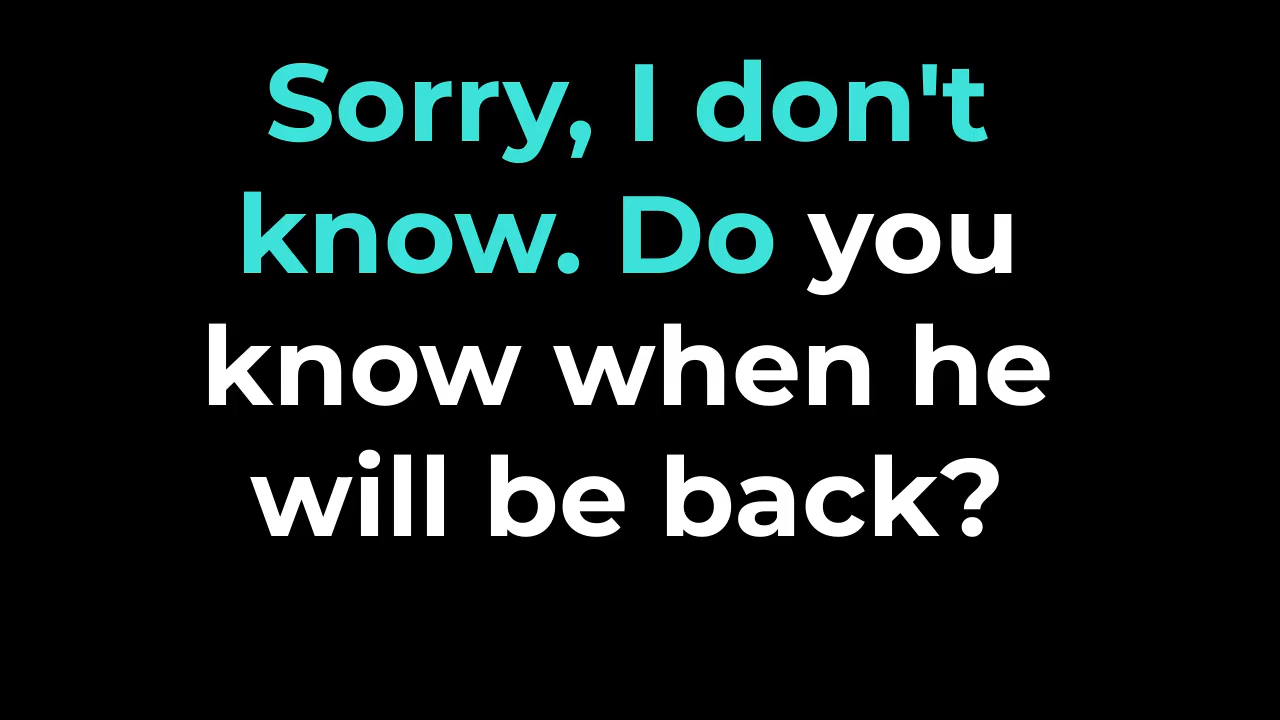 Sorry, I don't
know. Do you
know when he
will be back?